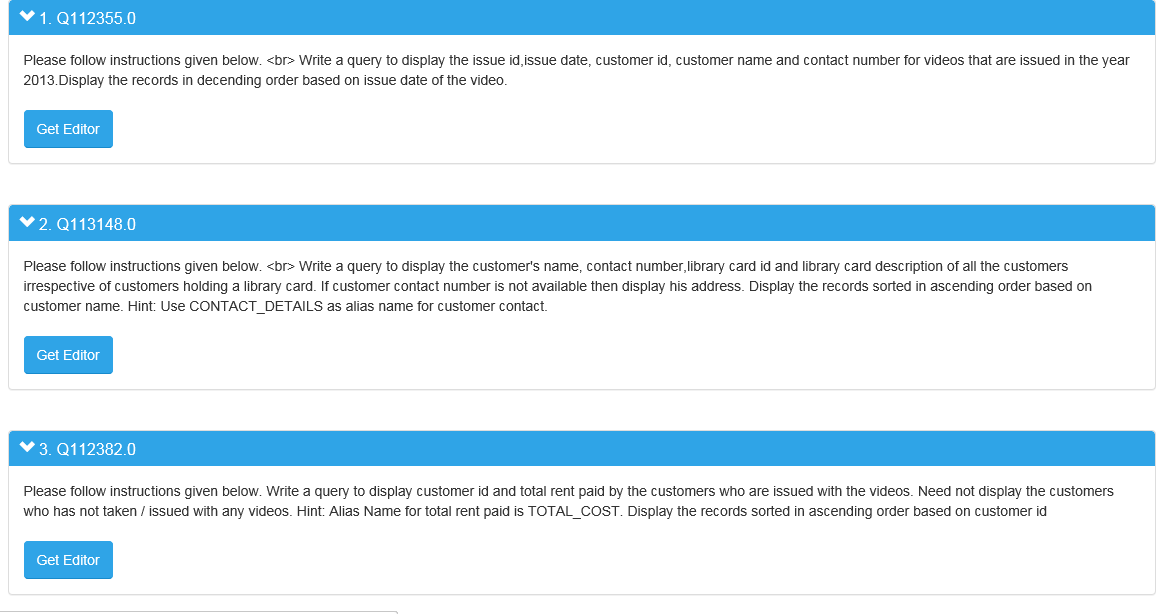 1. Q112355.0
Please follow instructions given below. <br> Write a query to display the issue id,issue date, customer id, customer name and contact number for videos that are issued in the year
2013.Display the records in decending order based on issue date of the video.
Get Editor
2. Q113148.0
Please follow instructions given below. <br> Write a query to display the customer's name, contact number,library card id and library card description of all the customers
irrespective of customers holding a library card. If customer contact number is not available then display his address. Display the records sorted in ascending order based on
customer name. Hint: Use CONTACT_DETAILS as alias name for customer contact.
Get Editor
3. Q112382.0
Please follow instructions given below. Write a query to display customer id and total rent paid by the customers who are issued with the videos. Need not display the customers
who has not taken / issued with any videos. Hint: Alias Name for total rent paid is TOTAL_COST. Display the records sorted in ascending order based on customer id
Get Editor